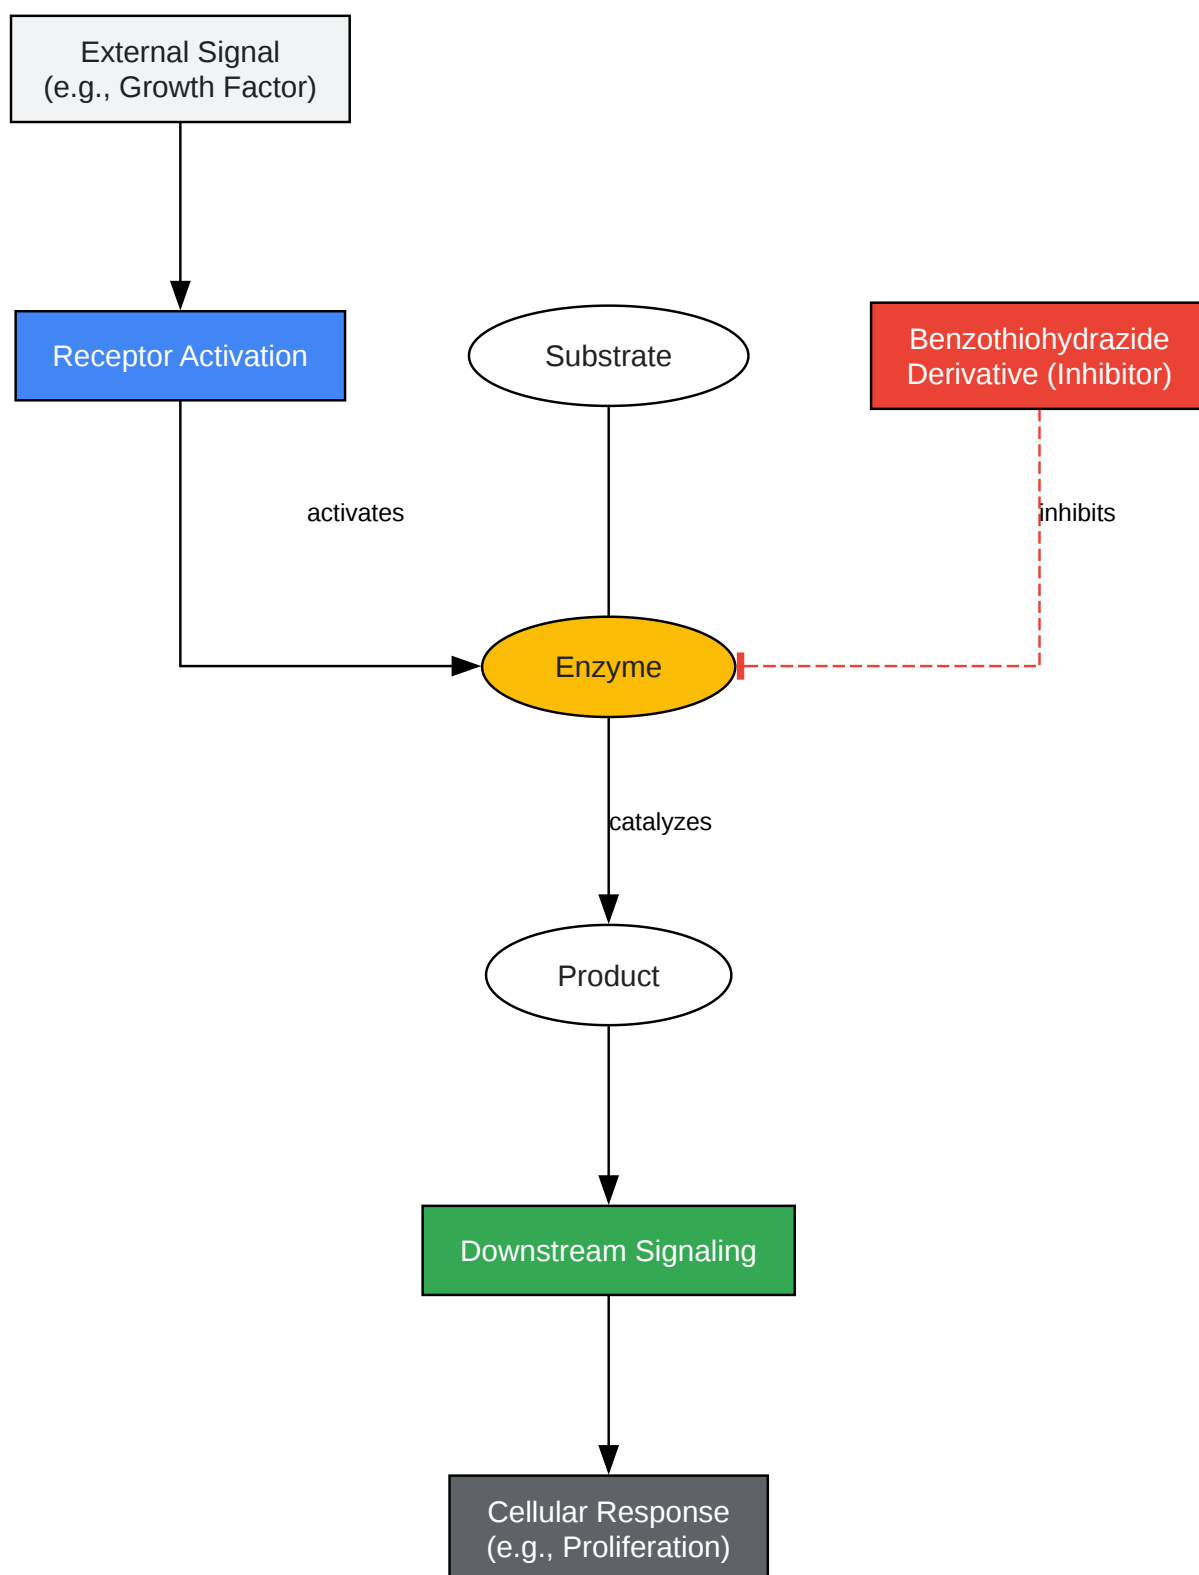 External Signal
(e.g., Growth Factor)
Receptor Activation
Substrate
Benzothiohydrazide
Derivative (Inhibitor)
activates
inhibits
Enzyme
catalyzes
Product
Downstream Signaling
Cellular Response
(e.g., Proliferation)